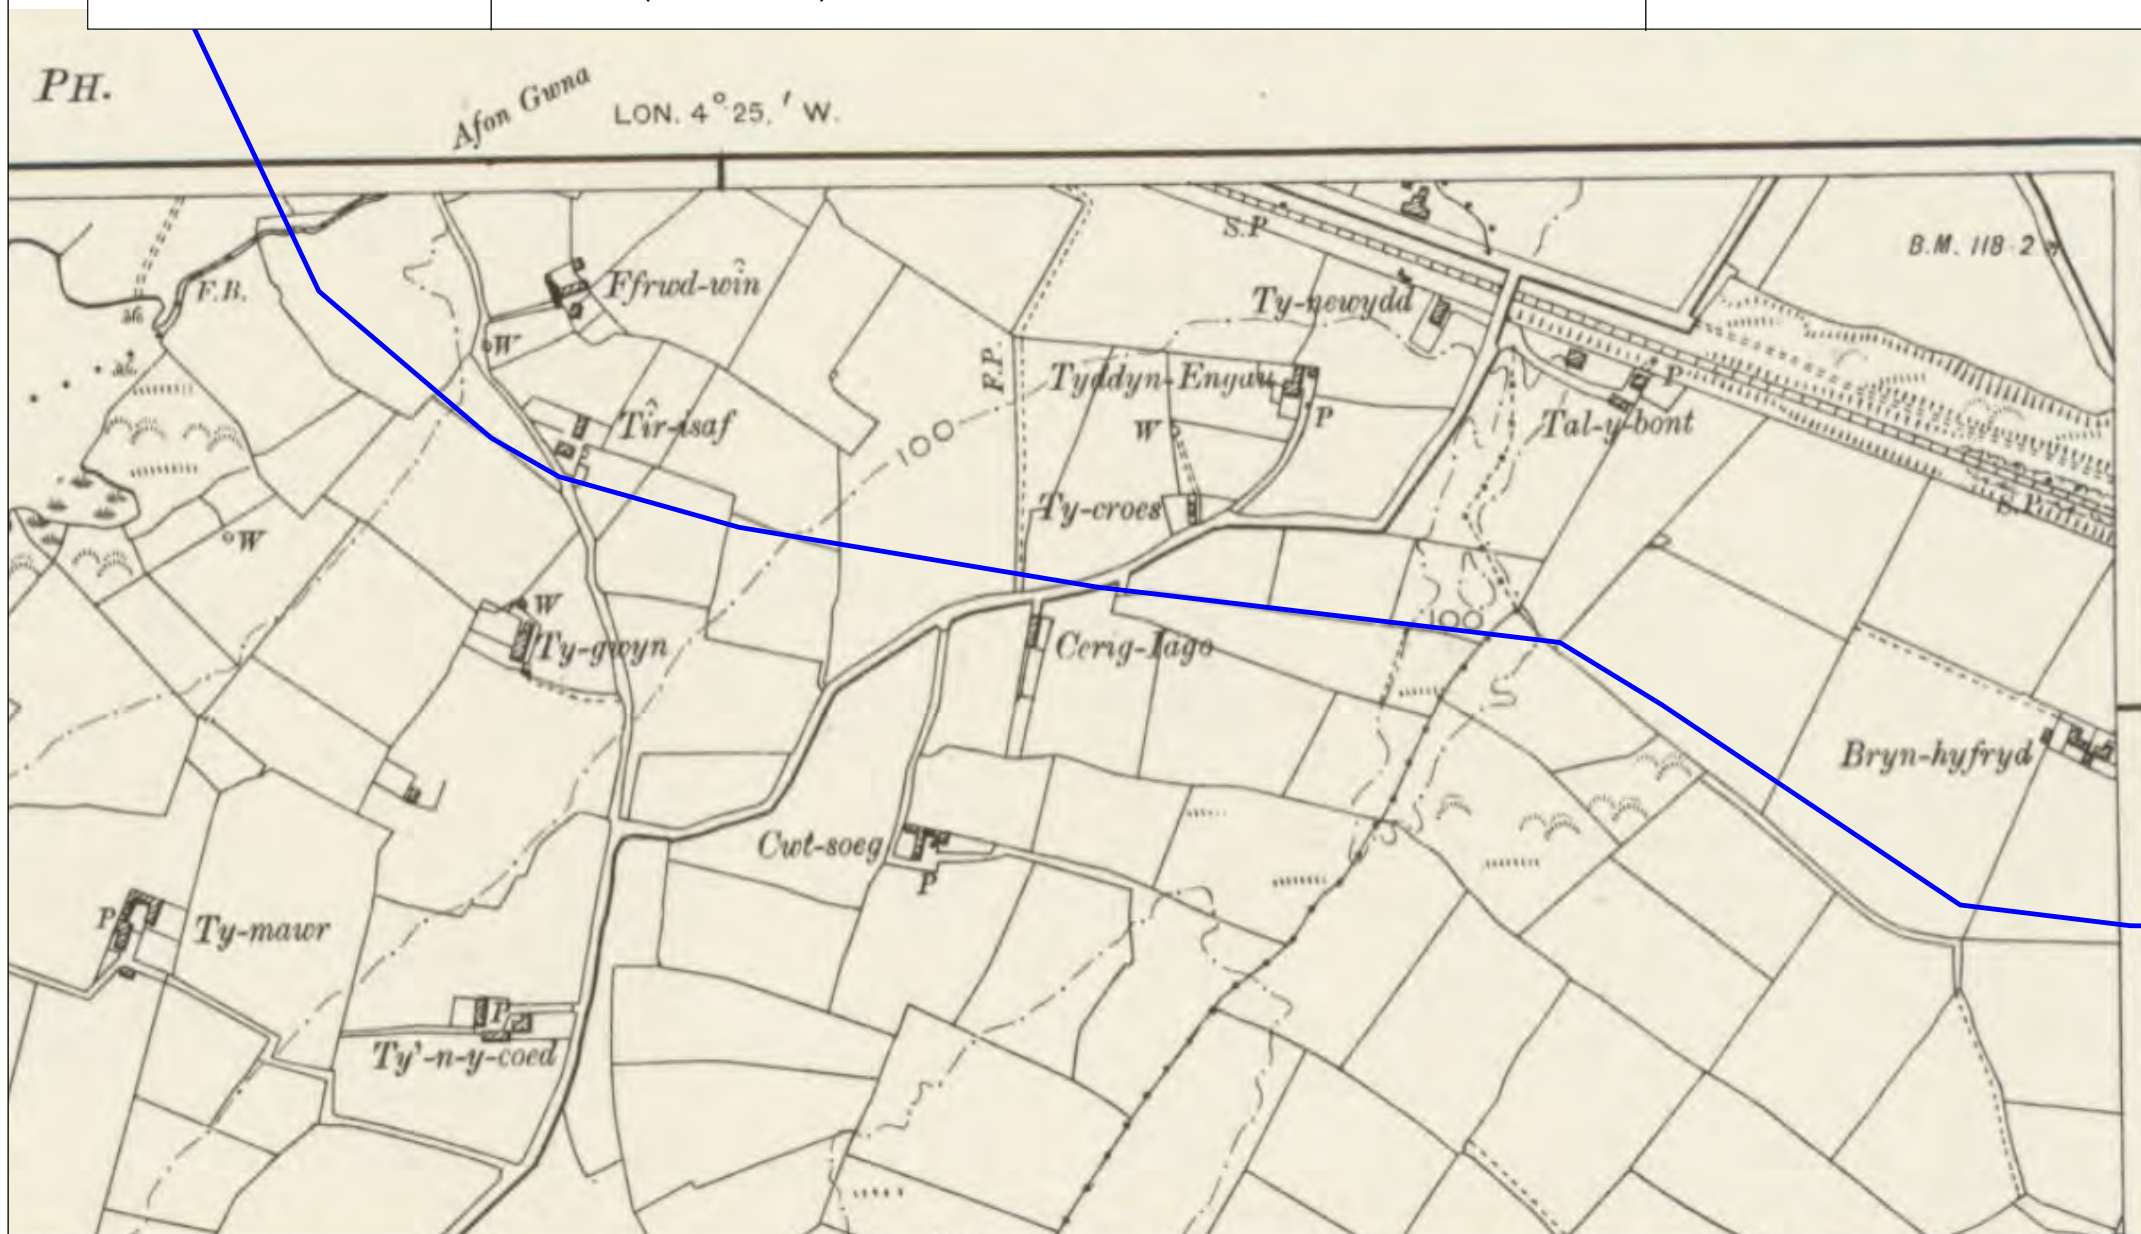 PH.
Afon Gwna
LON. 4° 25,′ W.
S.P
B.M. 118·2
F.B.
Ffrwd-wîn
Ty-newydd
W
F.P.
Tyddyn-Engau
P
P
Tîr-isaf
W
Tal-y-bont
100
Ty-croes
S.P
W
W
100
Ty-gwyn
Cerig-Iago
Bryn-hyfryd
Cwt-soeg
P
P
Ty-mawr
P
Ty'-n-y-coed